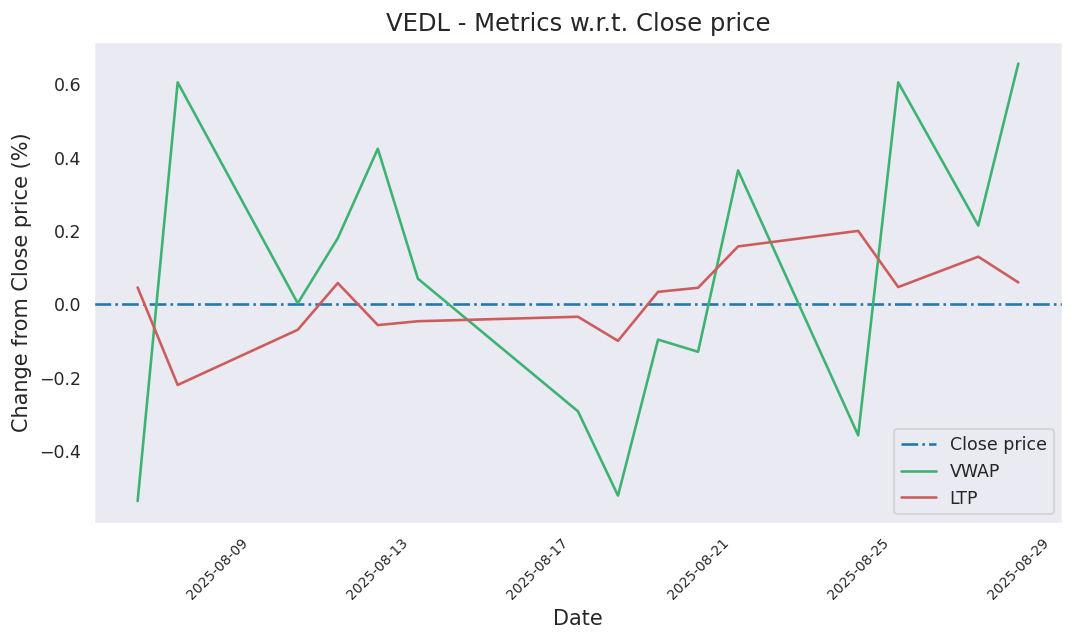 VEDL - Metrics w.r.t. Close price
Change from Close price (%)
0.6
0.4
0.2
0.0
−0.2
−0.4
Close price
VWAP
LTP
2025-08-09
2025-08-13
2025-08-17
2025-08-21
2025-08-25
2025-08-29
Date